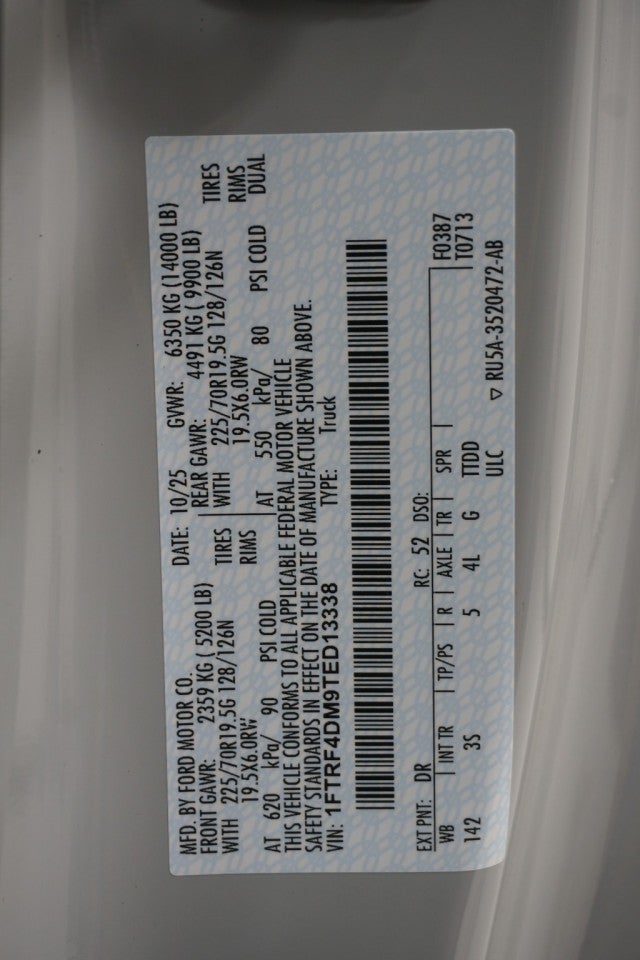 MFD. BY FORD MOTOR CO. DATE: 10/25 GVWR: 6350 KG (14000 LB)
FRONT GAWR: 2359 KG ( 5200 LB) REAR GAWR: 4491 KG ( 9900 LB)
WITH 225/70R19.5G 128/126N TIRES WITH 225/70R19.5G 128/126N TIRES
19.5X6.0RW RIMS 19.5X6.0RW RIMS
AT 620 kPa/ 90 PSI COLD AT 550 kPa/ 80 PSI COLD DUAL
THIS VEHICLE CONFORMS TO ALL APPLICABLE FEDERAL MOTOR VEHICLE
SAFETY STANDARDS IN EFFECT ON THE DATE OF MANUFACTURE SHOWN ABOVE.
VIN: 1FTRF4DM9TED13338 TYPE: Truck
EXT PNT: DR RC: 52 DSO: F0387
WB | INT TR | TP/PS | R | AXLE | TR | SPR T0713
142 3S 5 4L G TTDD
ULC ▽ RU5A-3520472-AB